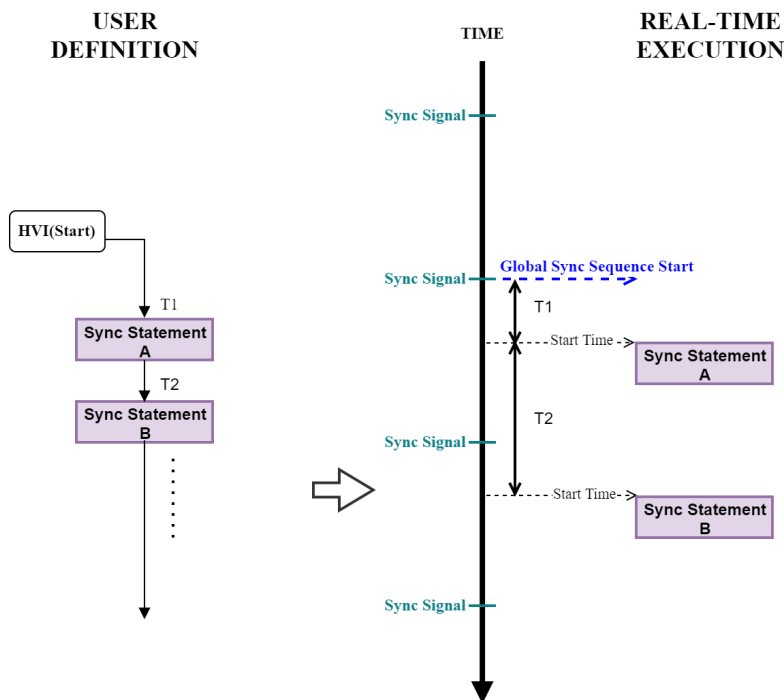 USER
DEFINITION
HVI(Start)
T1
Sync Statement
A
T2
Sync Statement
B
TIME
REAL-TIME
EXECUTION
Sync Signal
Sync Signal
Global Sync Sequence Start
T1
Start Time
Sync Statement
A
T2
Sync Signal
Start Time
Sync Statement
B
Sync Signal